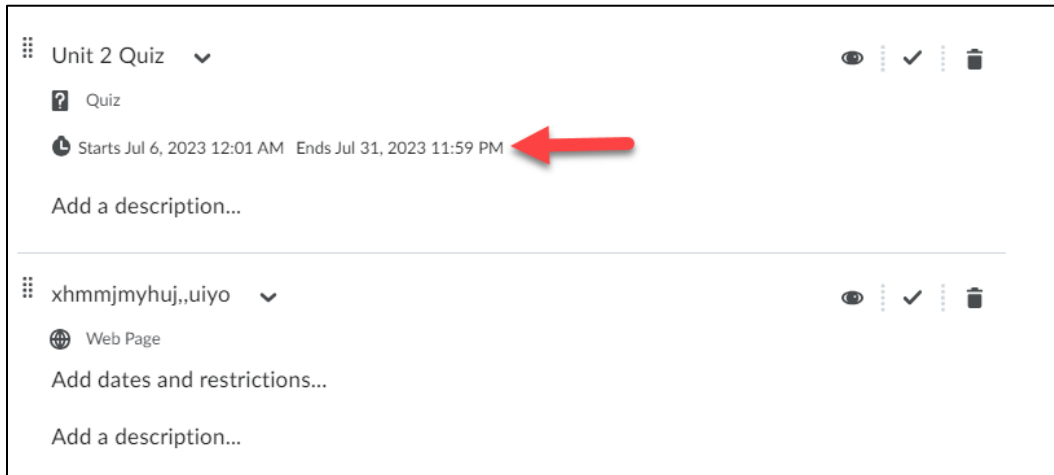 Unit 2 Quiz
Quiz
Starts Jul 6, 2023 12:01 AM Ends Jul 31, 2023 11:59 PM
Add a description...
xhmmjmyhuj,,uiyo
Web Page
Add dates and restrictions...
Add a description...